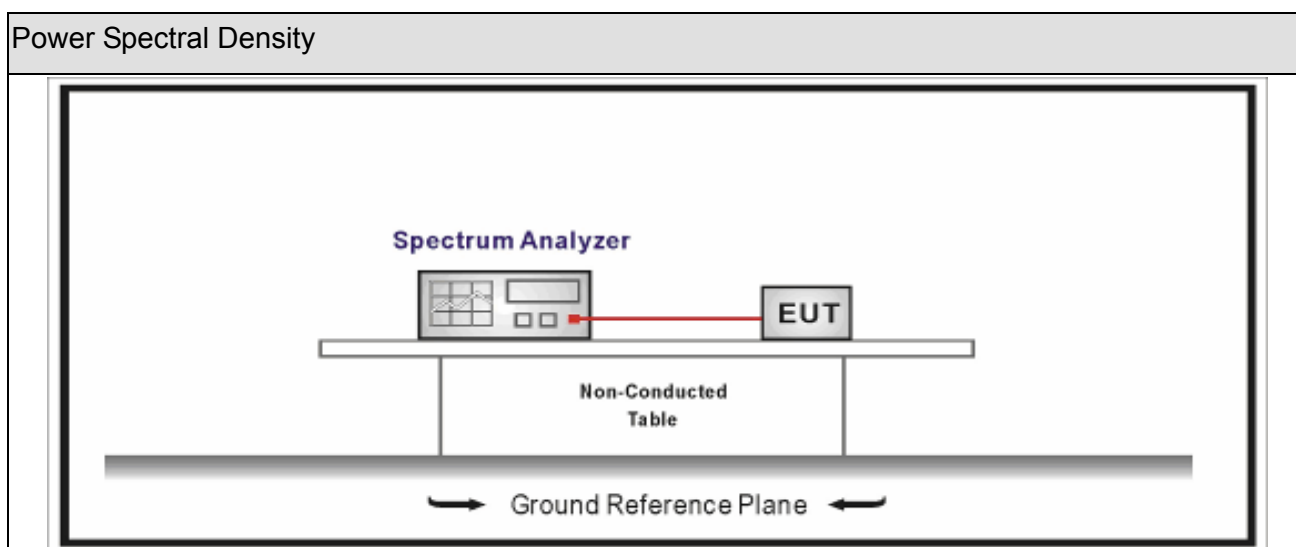 Power Spectral Density
Spectrum Analyzer
EUT
Non-Conducted
Table
Ground Reference Plane